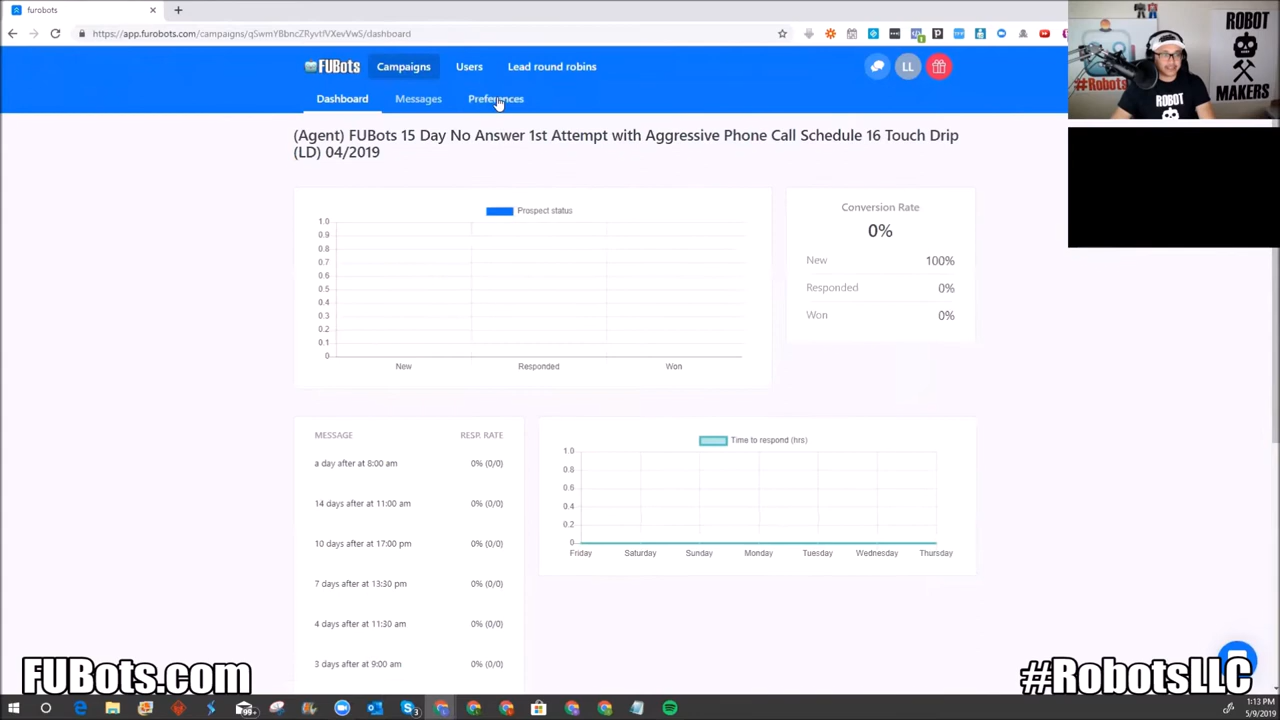 furobots
https://app.furobots.com/campaigns/qSwmYBbncZRyvtlVXevVwS/dashboard
FUBots
Campaigns
Users
Lead round robins
LL
Dashboard
Messages
Preferences
(Agent) FUBots 15 Day No Answer 1st Attempt with Aggressive Phone Call Schedule 16 Touch Drip
(LD) 04/2019
Prospect status
1.0
0.9
0.8
0.7
0.6
0.5
0.4
0.3
0.2
0.1
0
New
Responded
Won
Conversion Rate
0%
New 100%
Responded 0%
Won 0%
MESSAGE RESP. RATE
a day after at 8:00 am 0% (0/0)
14 days after at 11:00 am 0% (0/0)
10 days after at 17:00 pm 0% (0/0)
7 days after at 13:30 pm 0% (0/0)
4 days after at 11:30 am 0% (0/0)
3 days after at 9:00 am 0% (0/0)
Time to respond (hrs)
1.0
0.8
0.6
0.4
0.2
0
Friday
Saturday
Sunday
Monday
Tuesday
Wednesday
Thursday
#Robots
ROBOT
MAKERS
ROBOT
MAKERS
FUBots.com
#RobotsLLC
99+
1:13 PM
5/9/2019